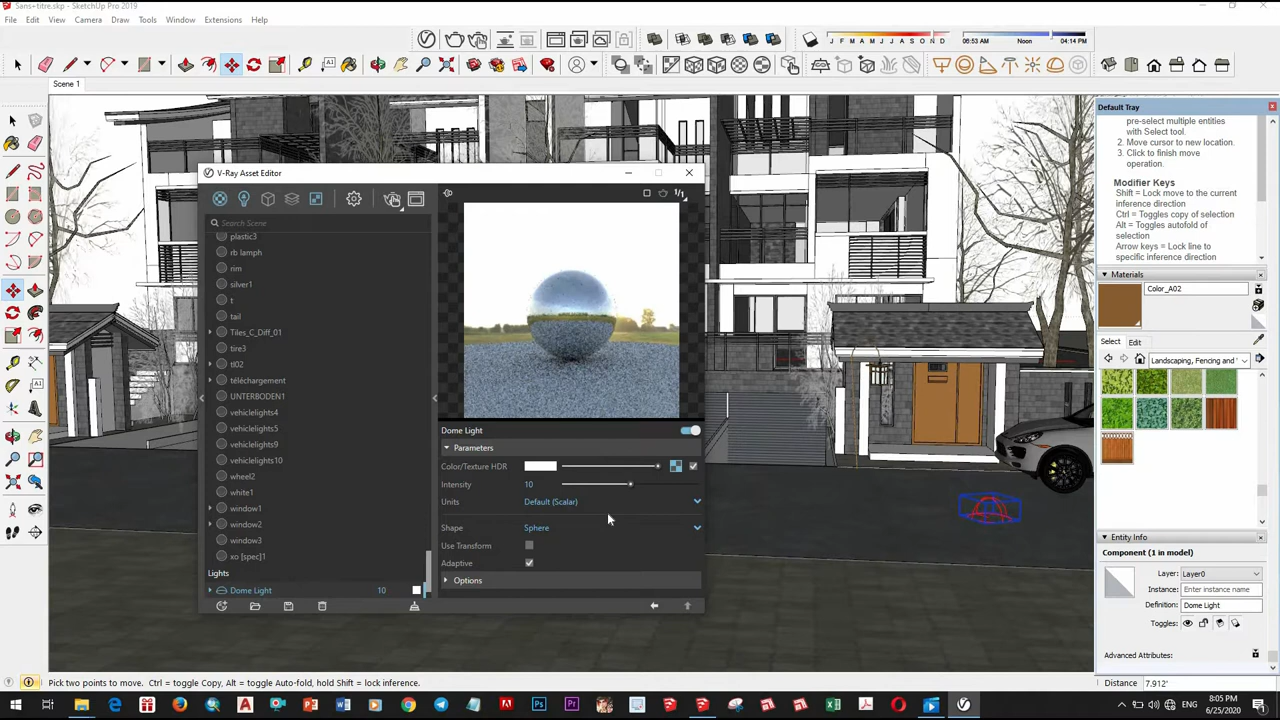 Sans+titre.skp - SketchUp Pro 2019
File Edit View Camera Draw Tools Window Extensions Help
J F M A M J J A S O N D
06:53 AM Noon 04:14 PM
Scene 1
Default Tray
pre-select multiple entities
with Select tool.
2. Move cursor to new location.
3. Click to finish move
operation.
Modifier Keys
Shift = Lock move to the current
inference direction
Ctrl = Toggles copy of selection
Alt = Toggles autofold of
selection
Arrow keys = Lock line to
specific inference direction
Materials
Color_A02
Select Edit
Landscaping, Fencing and
Entity Info
Component (1 in model)
Layer: Layer0
Instance: Enter instance name
Definition: Dome Light
Toggles:
Advanced Attributes:
V-Ray Asset Editor
Search Scene
1/1
plastic3
rb lamph
rim
silver1
t
tail
Tiles_C_Diff_01
tire3
tl02
téléchargement
UNTERBODEN1
vehiclelights4
vehiclelights5
vehiclelights9
vehiclelights10
wheel2
white1
window1
window2
window3
xo [spec]1
Lights
Dome Light 10
Dome Light
Parameters
Color/Texture HDR
Intensity 10
Units Default (Scalar)
Shape Sphere
Use Transform
Adaptive
Options
Pick two points to move. Ctrl = toggle Copy, Alt = toggle Auto-fold, hold Shift = lock inference.
Distance 7.912'
8:05 PM
6/25/2020